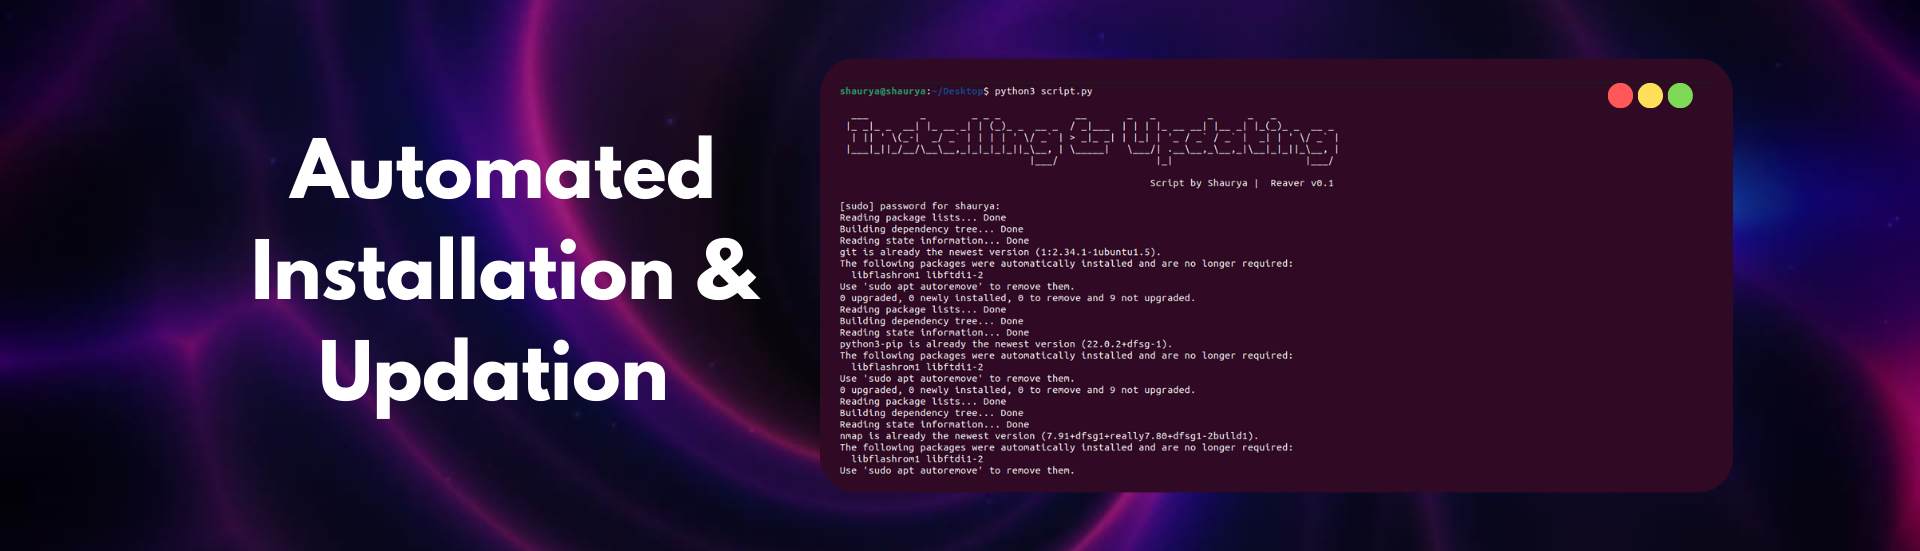 Automated
Installation &
Updation
shaurya@shaurya:~/Desktop$ python3 script.py
Installing & Updating
Script by Shaurya |  Reaver v0.1
[sudo] password for shaurya:
Reading package lists... Done
Building dependency tree... Done
Reading state information... Done
git is already the newest version (1:2.34.1-1ubuntu1.5).
The following packages were automatically installed and are no longer required:
  libflashrom1 libftdi1-2
Use 'sudo apt autoremove' to remove them.
0 upgraded, 0 newly installed, 0 to remove and 9 not upgraded.
Reading package lists... Done
Building dependency tree... Done
Reading state information... Done
python3-pip is already the newest version (22.0.2+dfsg-1).
The following packages were automatically installed and are no longer required:
  libflashrom1 libftdi1-2
Use 'sudo apt autoremove' to remove them.
0 upgraded, 0 newly installed, 0 to remove and 9 not upgraded.
Reading package lists... Done
Building dependency tree... Done
Reading state information... Done
nmap is already the newest version (7.91+dfsg1+really7.80+dfsg1-2build1).
The following packages were automatically installed and are no longer required:
  libflashrom1 libftdi1-2
Use 'sudo apt autoremove' to remove them.